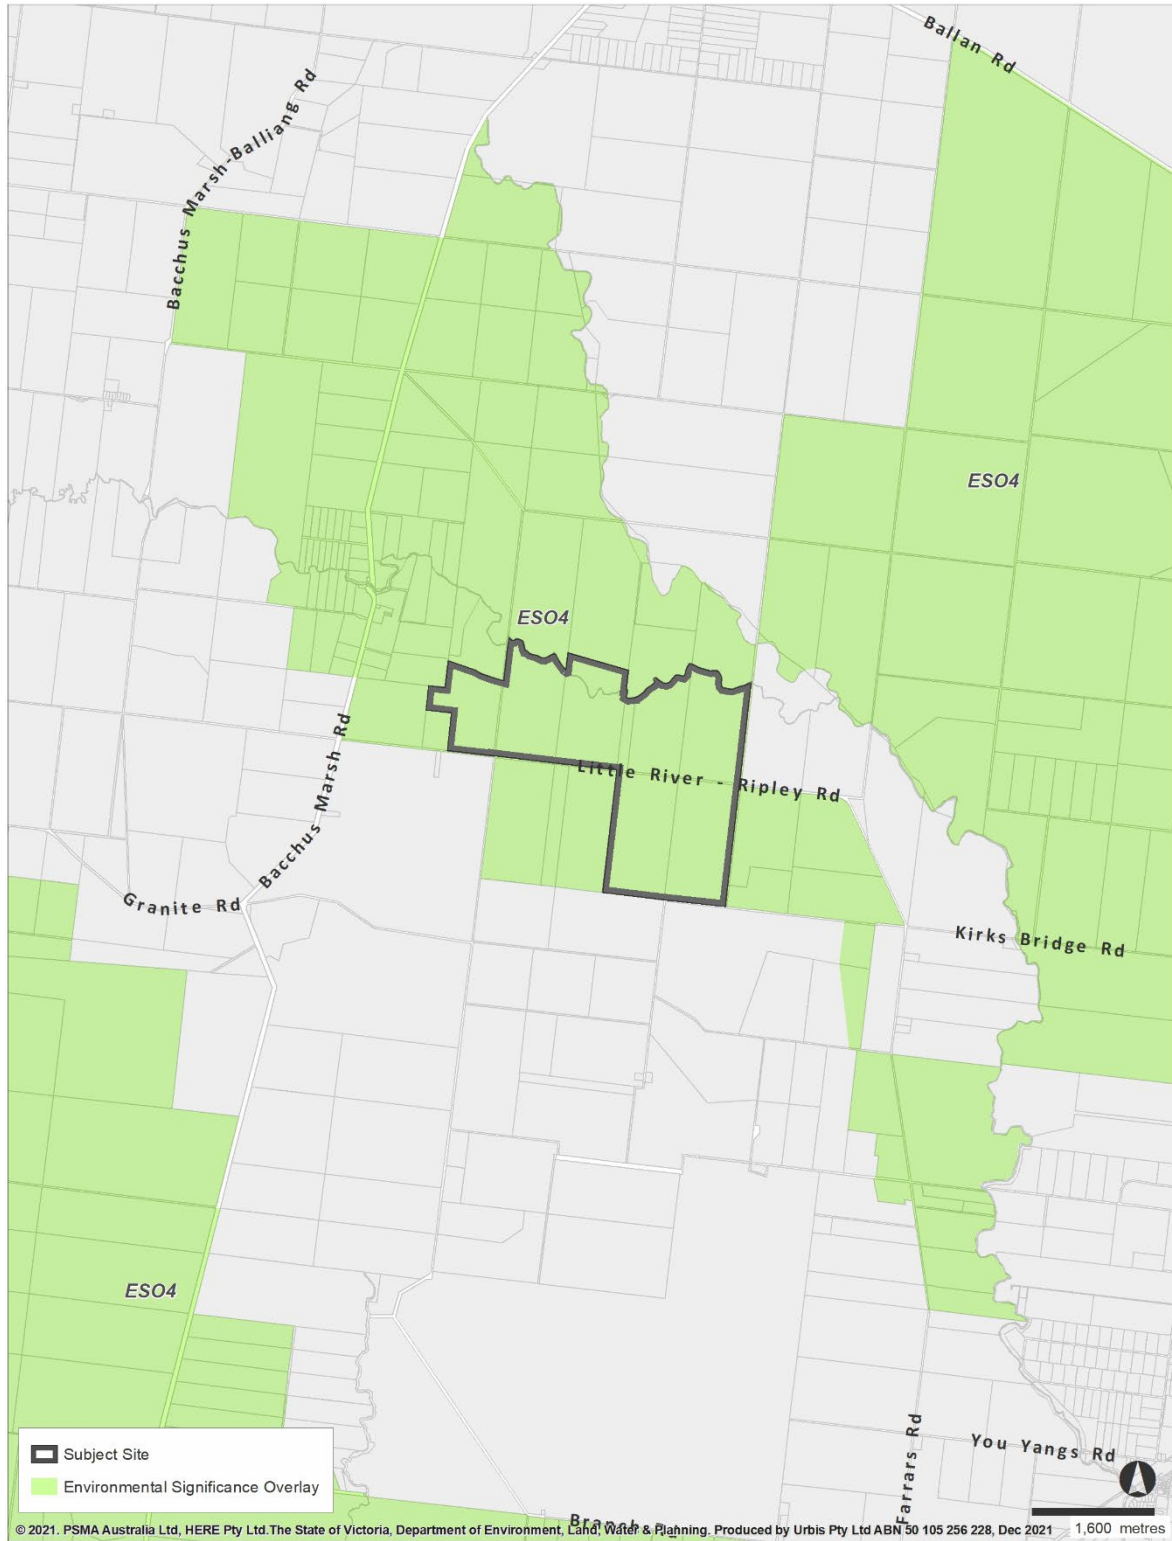 Ballan Rd
Bacchus Marsh-Balliang Rd
ESO4
ESO4
Little River - Ripley Rd
Bacchus Marsh Rd
Granite Rd
Kirks Bridge Rd
ESO4
Farrars Rd
You Yangs Rd
Subject Site
Environmental Significance Overlay
© 2021. PSMA Australia Ltd, HERE Pty Ltd.The State of Victoria, Department of Environment, Land, Water & Planning. Produced by Urbis Pty Ltd ABN 50 105 256 228, Dec 2021
1,600 metres